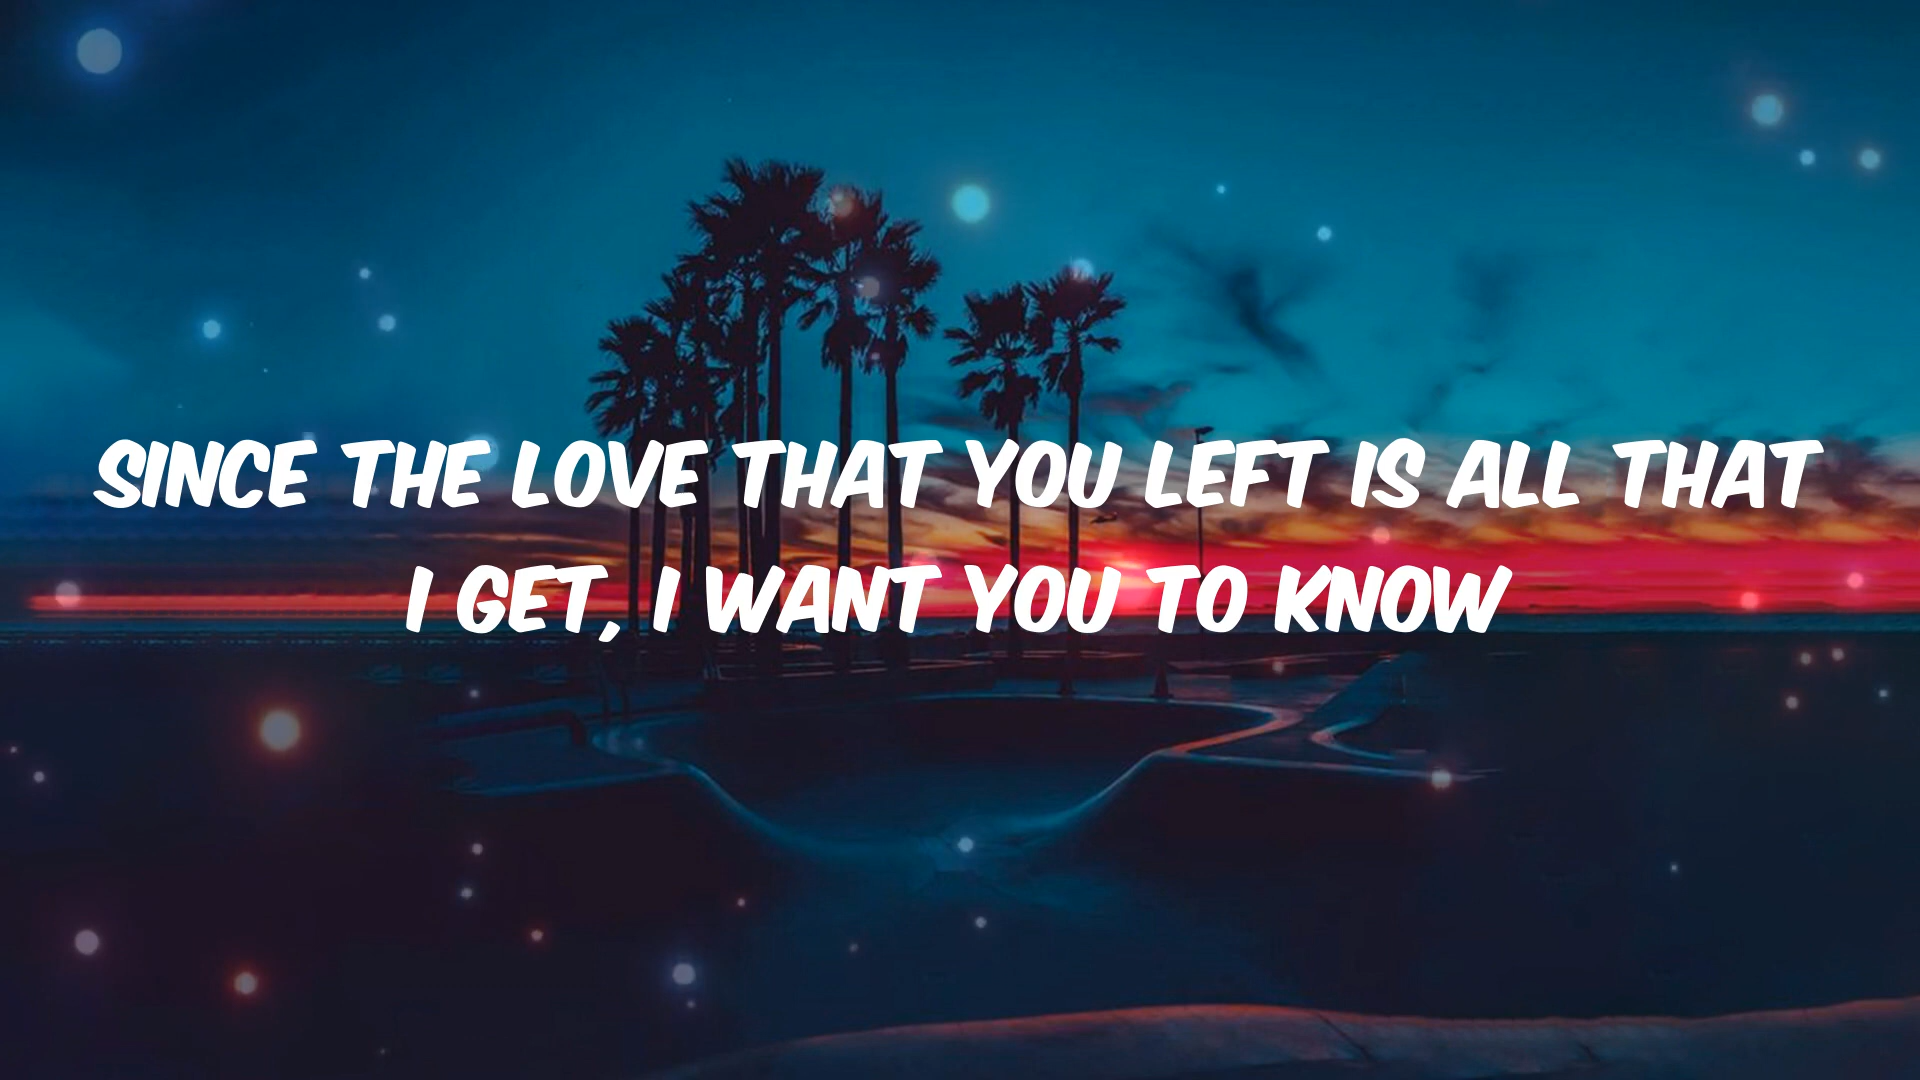 SINCE THE LOVE THAT YOU LEFT IS ALL THAT
I GET, I WANT YOU TO KNOW